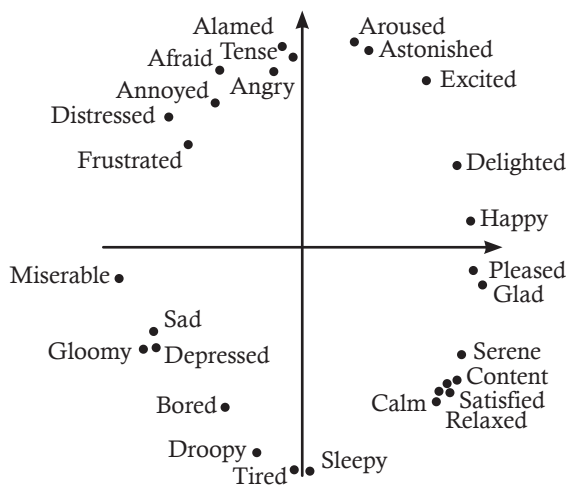 Alamed
Aroused
Tense
Astonished
Afraid
Angry
Excited
Annoyed
Distressed
Frustrated
Delighted
Happy
Miserable
Pleased
Glad
Sad
Gloomy
Depressed
Serene
Content
Bored
Calm
Satisfied
Relaxed
Droopy
Tired
Sleepy